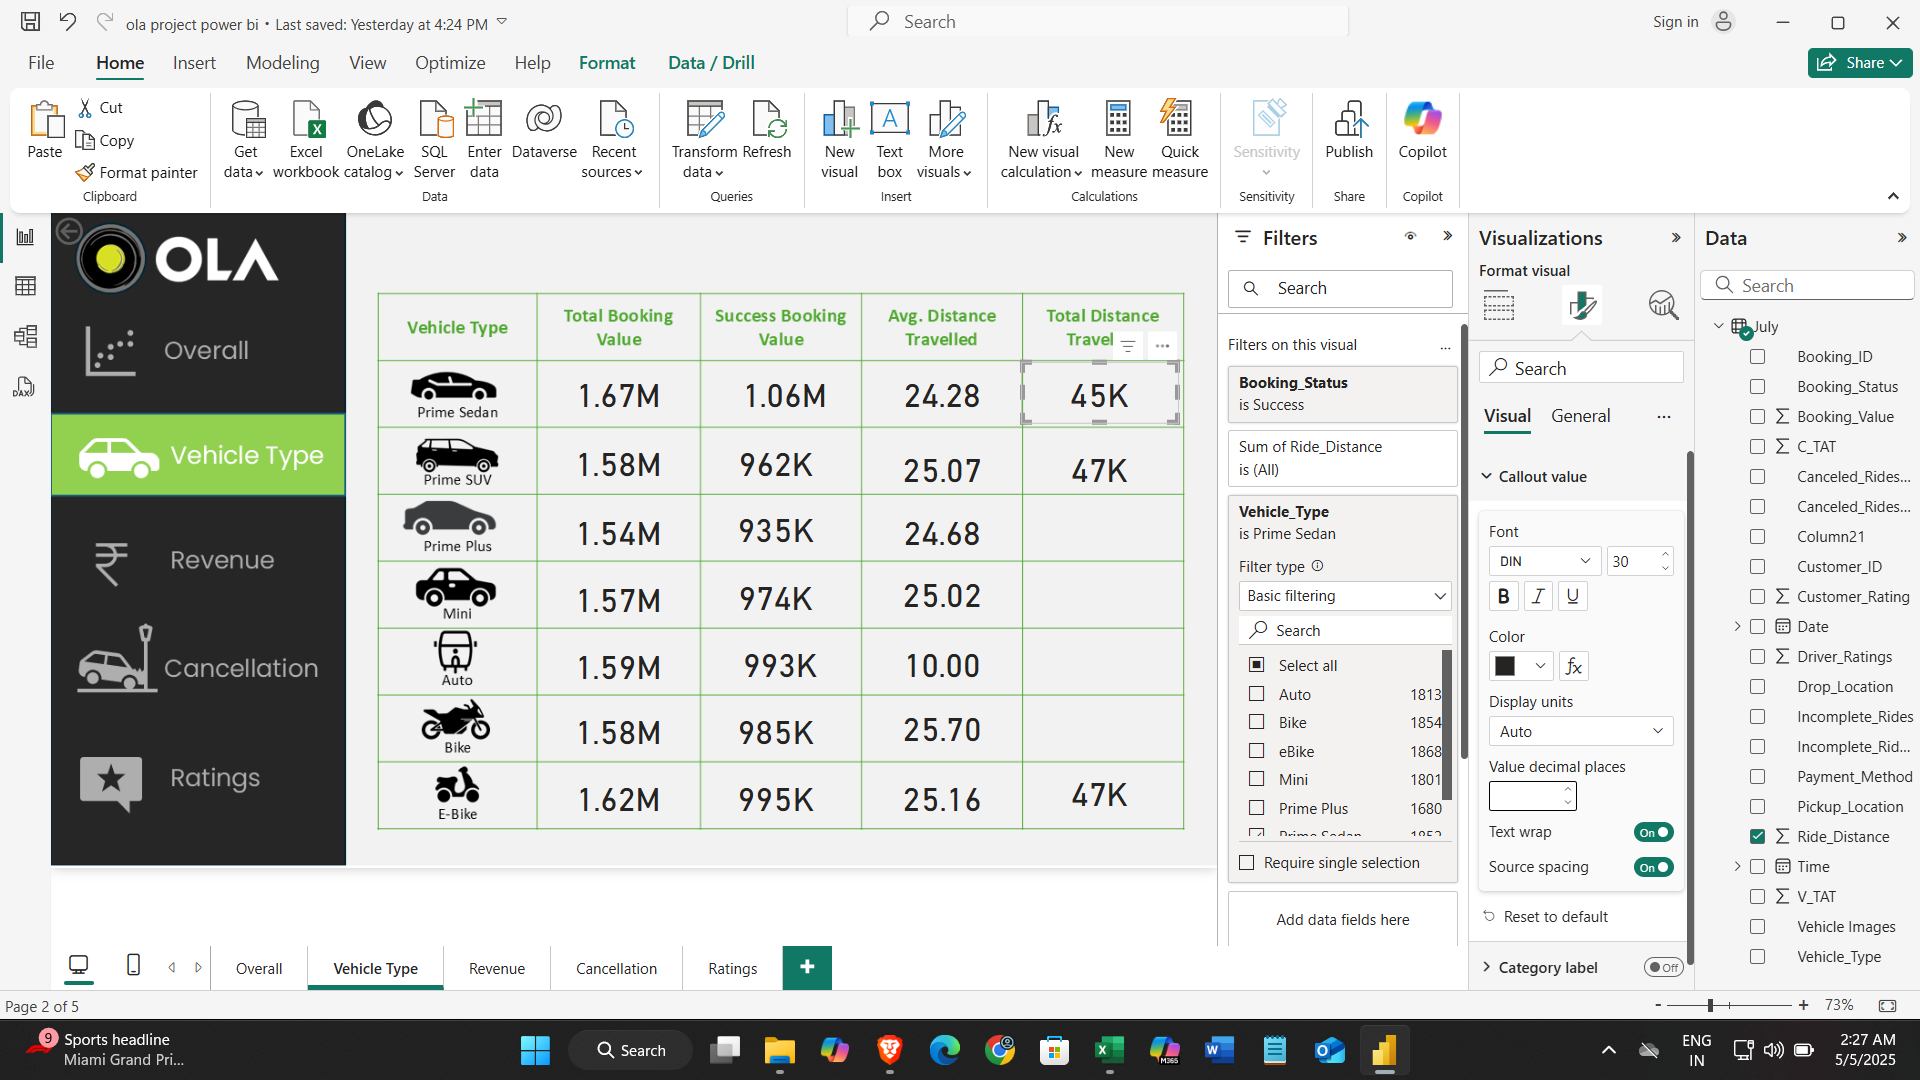 ola project power bi • Last saved: Yesterday at 4:24 PM
Search
Sign in
File
Home
Insert
Modeling
View
Optimize
Help
Format
Data / Drill
Share
Paste
Cut
Copy
Format painter
Clipboard
Get data
Excel workbook
OneLake catalog
SQL Server
Enter data
Dataverse
Recent sources
Data
Transform data
Refresh
Queries
New visual
Text box
More visuals
Insert
New visual calculation
New measure
Quick measure
Calculations
Sensitivity
Sensitivity
Publish
Share
Copilot
Copilot
OLA
Overall
Vehicle Type
Revenue
Cancellation
Ratings
Vehicle Type
Total Booking Value
Success Booking Value
Avg. Distance Travelled
Total Distance
Travel
Prime Sedan
1.67M
1.06M
24.28
45K
Prime SUV
1.58M
962K
25.07
47K
Prime Plus
1.54M
935K
24.68
Mini
1.57M
974K
25.02
Auto
1.59M
993K
10.00
Bike
1.58M
985K
25.70
E-Bike
1.62M
995K
25.16
47K
Filters
Search
Filters on this visual
...
Booking_Status
is Success
Sum of Ride_Distance
is (All)
Vehicle_Type
is Prime Sedan
Filter type
Basic filtering
Search
Select all
Auto 1813
Bike 1854
eBike 1868
Mini 1801
Prime Plus 1680
Prime Sedan 1852
Require single selection
Add data fields here
Visualizations
Format visual
Search
Visual
General
...
Callout value
Font
DIN
30
B I U
Color
fx
Display units
Auto
Value decimal places
Text wrap
On
Source spacing
On
Reset to default
Category label
Off
Data
Search
July
Booking_ID
Booking_Status
Booking_Value
C_TAT
Canceled_Rides...
Canceled_Rides...
Column21
Customer_ID
Customer_Rating
Date
Driver_Ratings
Drop_Location
Incomplete_Rides
Incomplete_Rid...
Payment_Method
Pickup_Location
Ride_Distance
Time
V_TAT
Vehicle Images
Vehicle_Type
Overall
Vehicle Type
Revenue
Cancellation
Ratings
+
Page 2 of 5
- + 73%
9
Sports headline
Miami Grand Pri...
Search
M365
ENG
IN
2:27 AM
5/5/2025